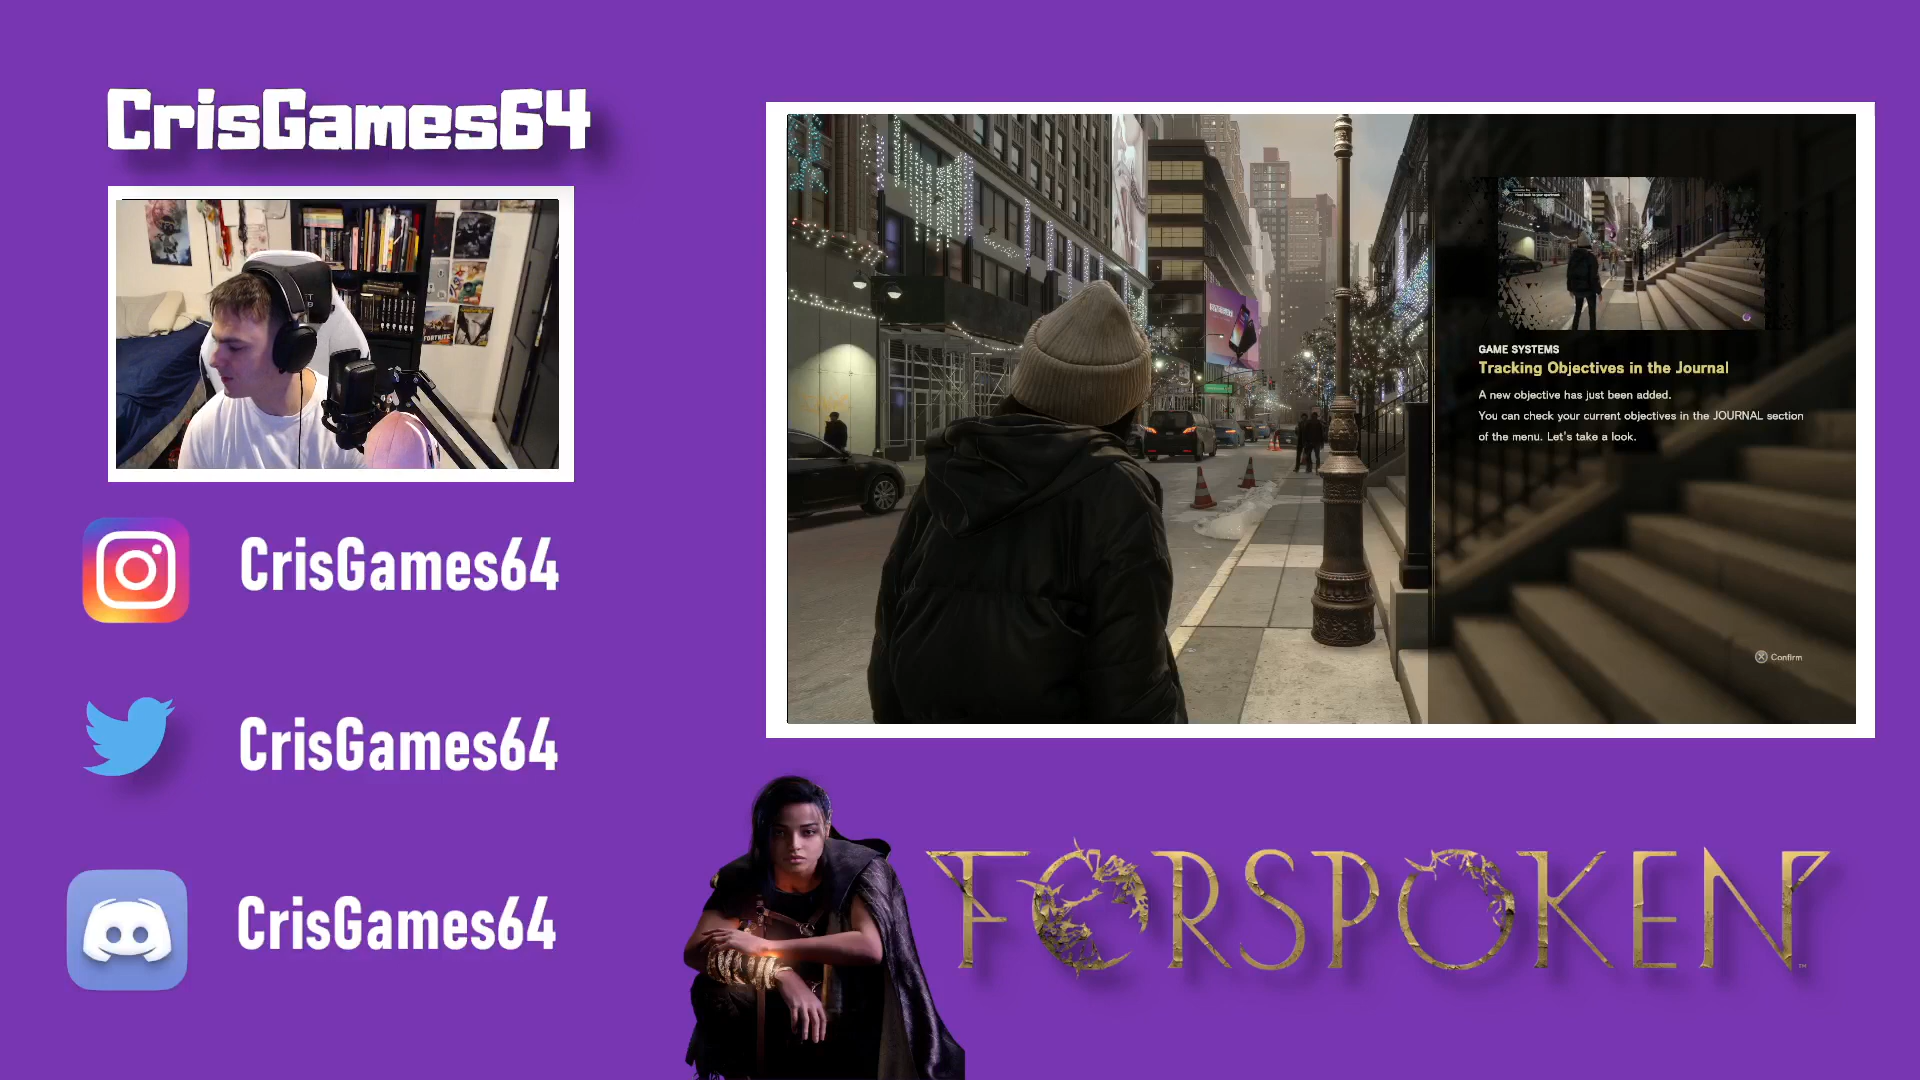 CrisGames64
CrisGames64
CrisGames64
CrisGames64
GAME SYSTEMS
Tracking Objectives in the Journal
A new objective has just been added.
You can check your current objectives in the JOURNAL section
of the menu. Let's take a look.
Confirm
FORSPOKEN™